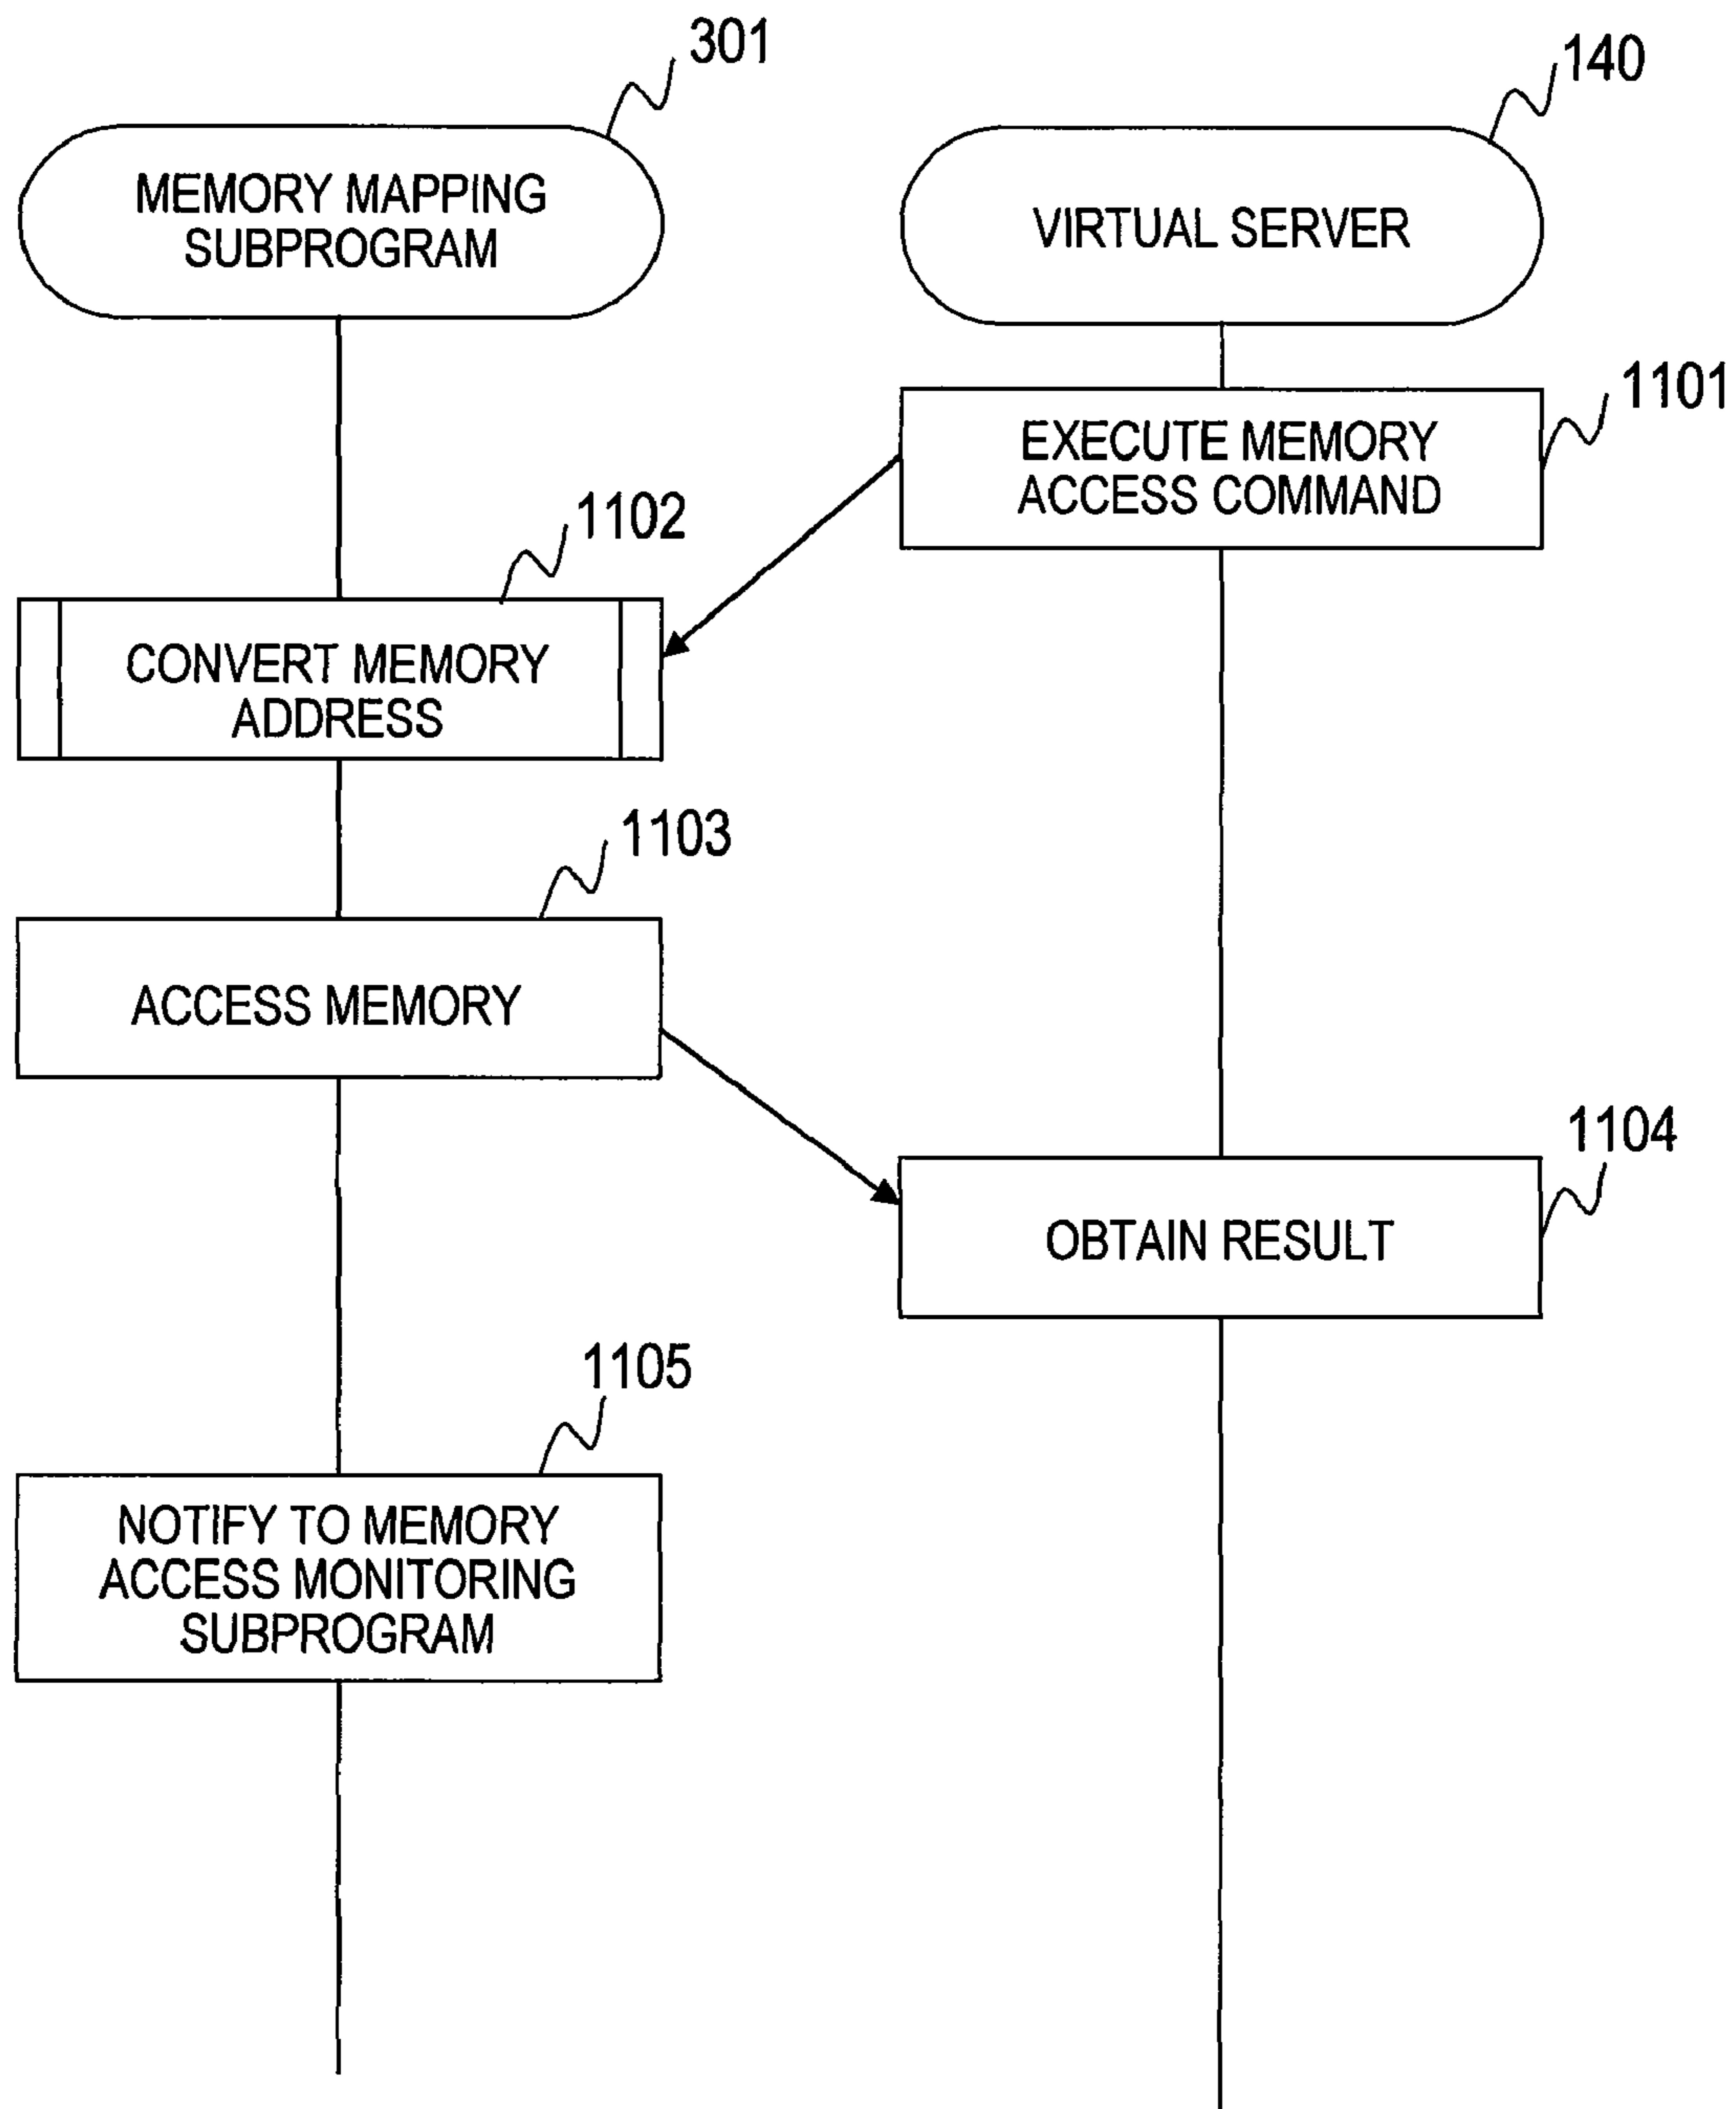 301
140
MEMORY MAPPING
SUBPROGRAM
VIRTUAL SERVER
1101
EXECUTE MEMORY
ACCESS COMMAND
1102
CONVERT MEMORY
ADDRESS
1103
ACCESS MEMORY
1104
OBTAIN RESULT
1105
NOTIFY TO MEMORY
ACCESS MONITORING
SUBPROGRAM